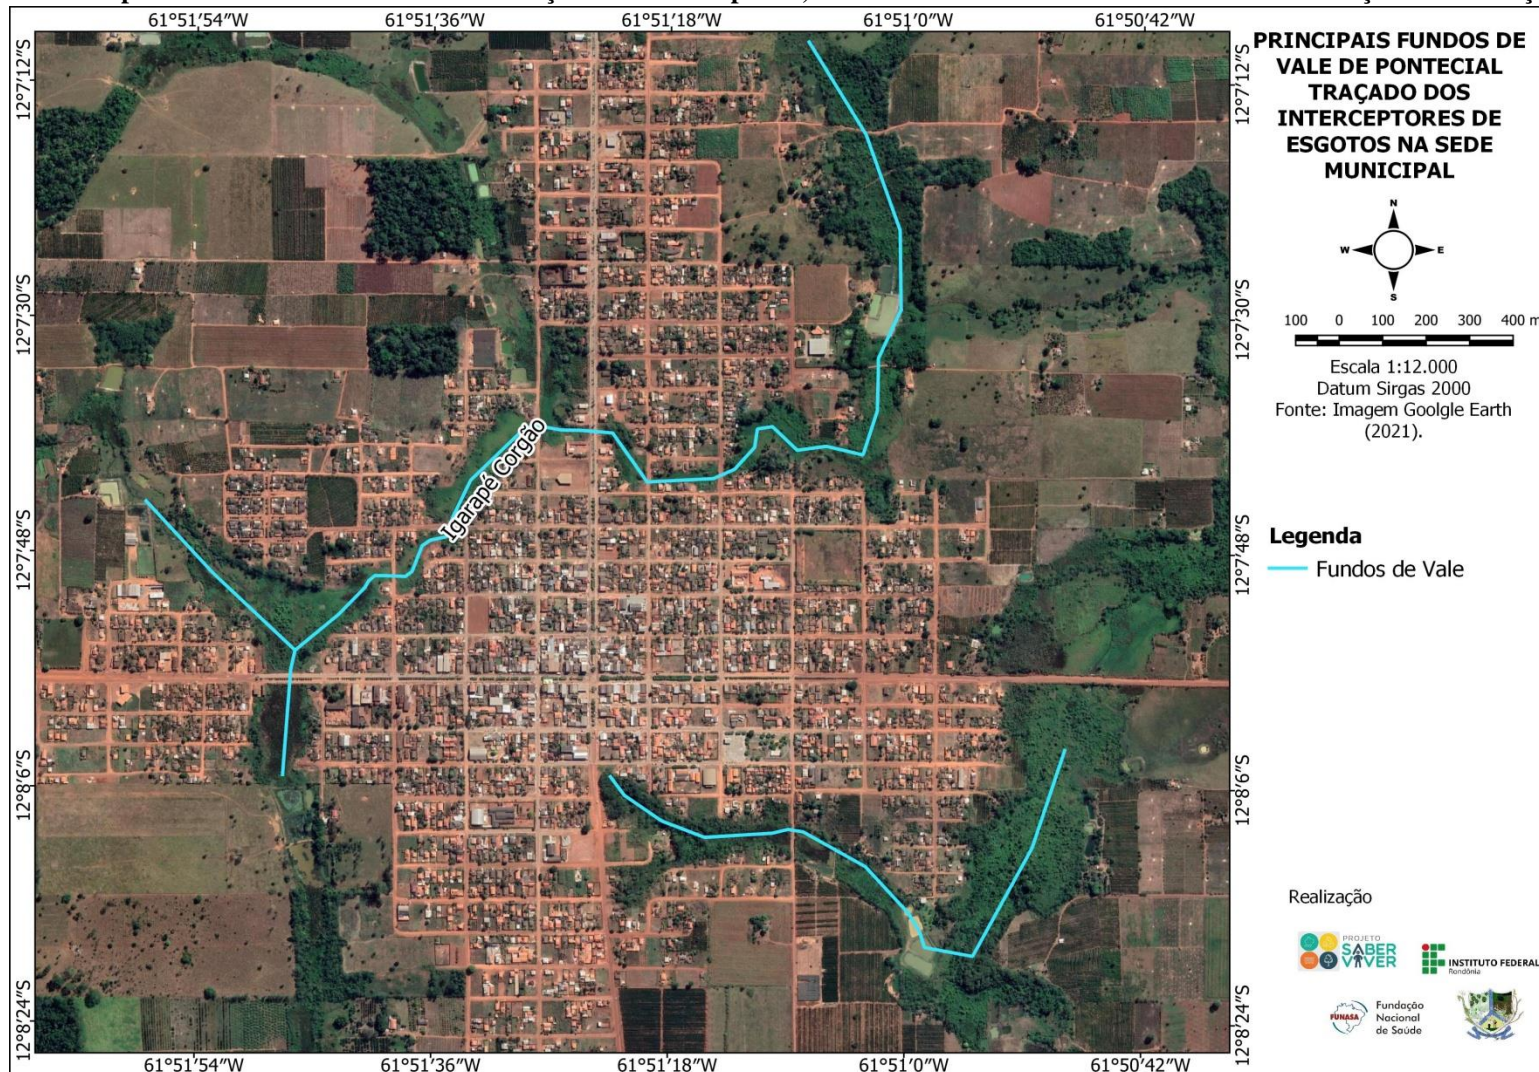 61°51'54"W 61°51'36"W 61°51'18"W 61°51'0"W 61°50'42"W
12°7'12"S
12°7'30"S
12°7'48"S
12°8'6"S
12°8'24"S
Igarapé Corgão
12°7'12"S
12°7'30"S
12°7'48"S
12°8'6"S
12°8'24"S
61°51'54"W 61°51'36"W 61°51'18"W 61°51'0"W 61°50'42"W
PRINCIPAIS FUNDOS DE
VALE DE PONTECIAL
TRAÇADO DOS
INTERCEPTORES DE
ESGOTOS NA SEDE
MUNICIPAL
N
W E
S
100 0 100 200 300 400 m
Escala 1:12.000
Datum Sirgas 2000
Fonte: Imagem Goolgle Earth
(2021).
Legenda
Fundos de Vale
Realização
PROJETO
SABER
VIVER
INSTITUTO FEDERAL
Rondônia
FUNASA
Fundação
Nacional
de Saúde